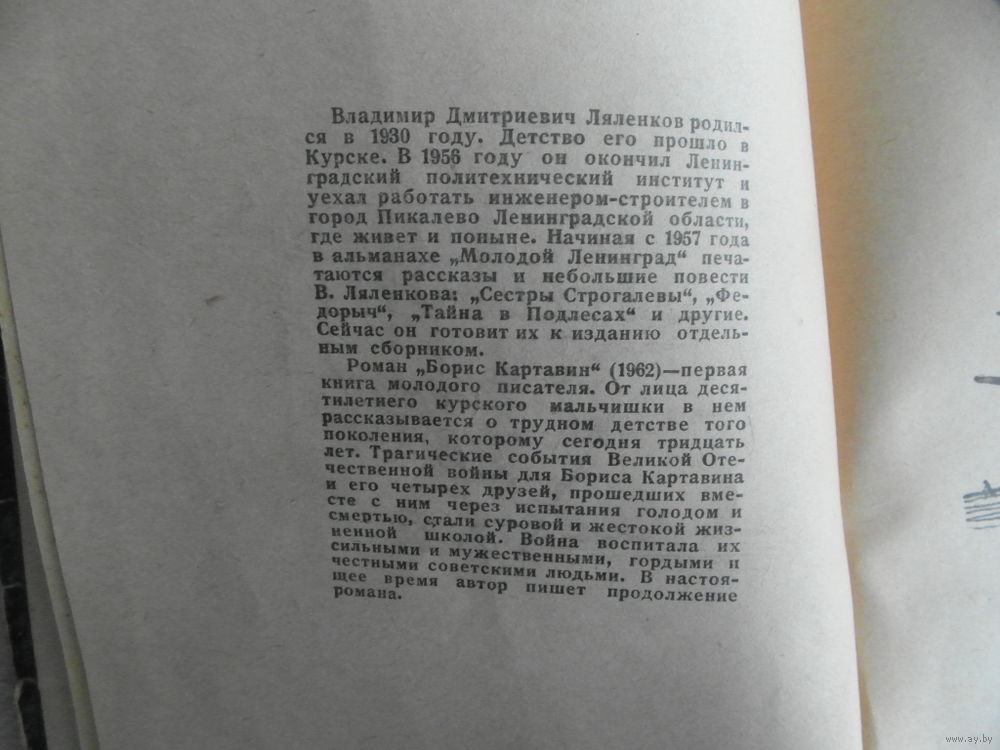 Владимир Дмитриевич Ляленков родил-
ся в 1930 году. Детство его прошло в
Курске. В 1956 году он окончил Ленин-
градский политехнический институт и
уехал работать инженером-строителем в
город Пикалево Ленинградской области,
где живет и поныне. Начиная с 1957 года
в альманахе „Молодой Ленинград“ печа-
таются рассказы и небольшие повести
В. Ляленкова: „Сестры Строгалевы“, „Фе-
дорыч“, „Тайна в Подлесах“ и другие.
Сейчас он готовит их к изданию отдель-
ным сборником.
Роман „Борис Картавин“ (1962)—первая
книга молодого писателя. От лица деся-
тилетнего курского мальчишки в нем
рассказывается о трудном детстве того
поколения, которому сегодня тридцать
лет. Трагические события Великой Оте-
чественной войны для Бориса Картавина
и его четырех друзей, прошедших вме-
сте с ним через испытания голодом и
смертью, стали суровой и жестокой жиз-
ненной школой. Война воспитала их
сильными и мужественными, гордыми и
честными советскими людьми. В настоя-
щее время автор пишет продолжение
романа.
www.ay.by